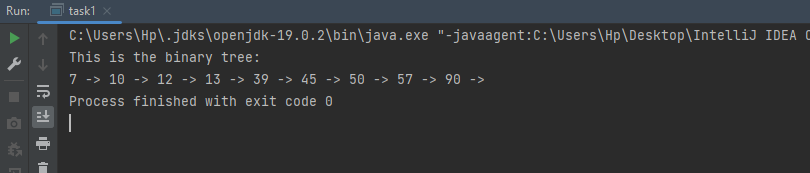 Run: task1
C:\Users\Hp\.jdks\openjdk-19.0.2\bin\java.exe "-javaagent:C:\Users\Hp\Desktop\IntelliJ IDEA
This is the binary tree:
7 -> 10 -> 12 -> 13 -> 39 -> 45 -> 50 -> 57 -> 90 ->
Process finished with exit code 0